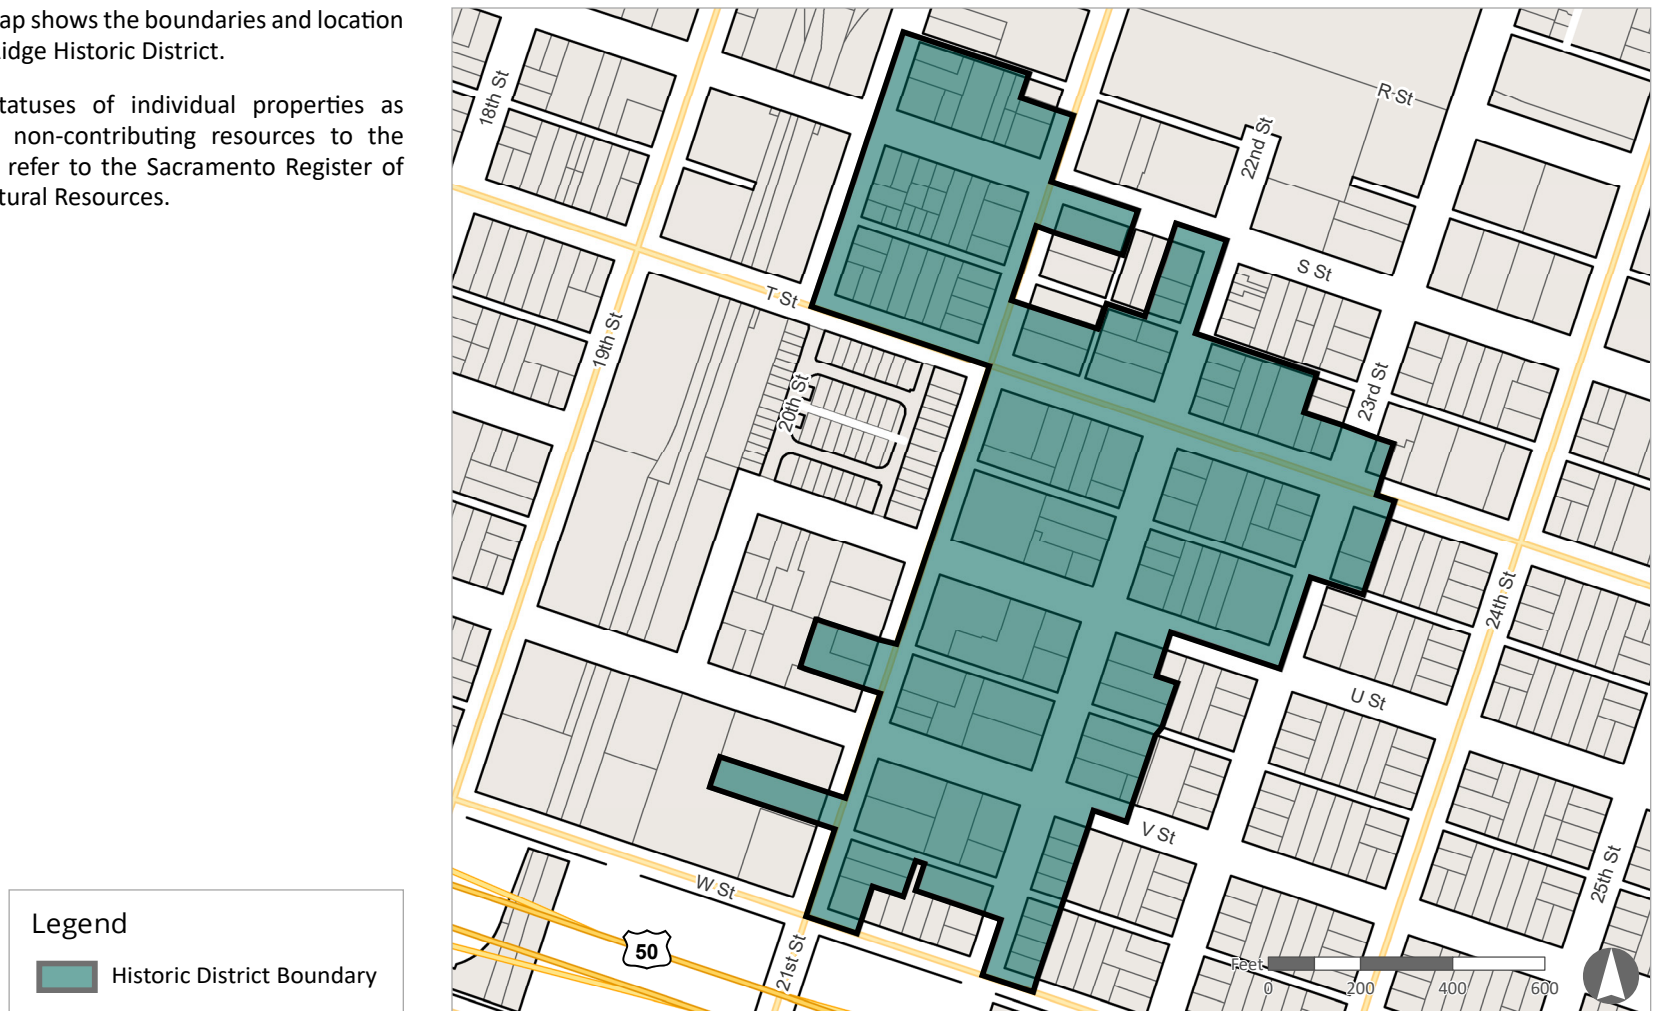 ap shows the boundaries and location
idge Historic District.
tatuses of individual properties as
non-contributing resources to the
refer to the Sacramento Register of
tural Resources.
18th St
R St
22nd St
S St
T St
19th St
20th St
23rd St
24th St
U St
V St
25th St
W St
21st St
50
Legend
Historic District Boundary
Feet
0 200 400 600